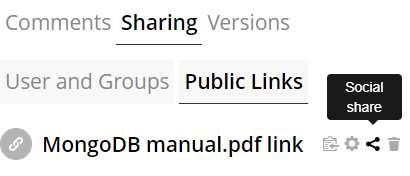 Comments Sharing Versions
User and Groups Public Links
Social
share
MongoDB manual.pdf link